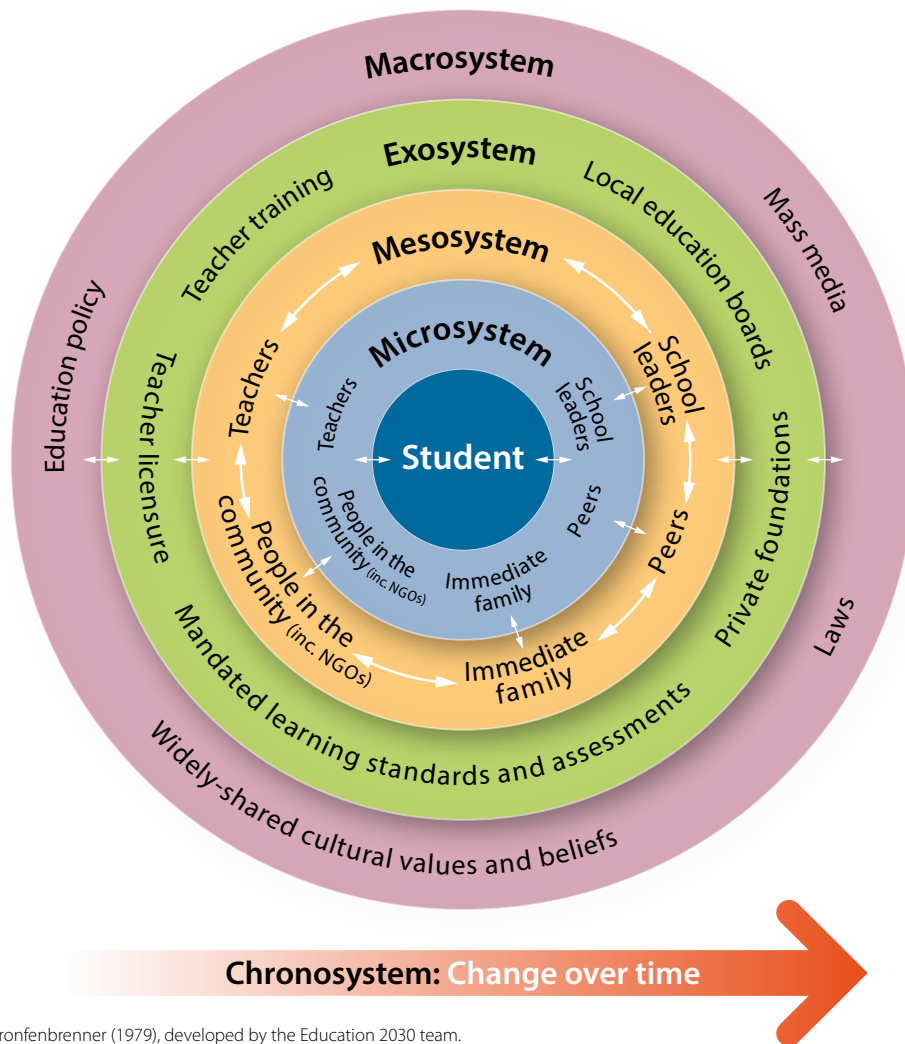 Macrosystem
Education policy
Mass media
Laws
Widely-shared cultural values and beliefs
Exosystem
Teacher training
Local education boards
Teacher licensure
Private foundations
Mandated learning standards and assessments
Mesosystem
Teachers
School
leaders
Peers
Immediate
family
People in the
community (inc. NGOs)
Microsystem
Teachers
School
leaders
Peers
Immediate
family
People in the
community (inc. NGOs)
Student
Chronosystem: Change over time
ronfenbrenner (1979), developed by the Education 2030 team.